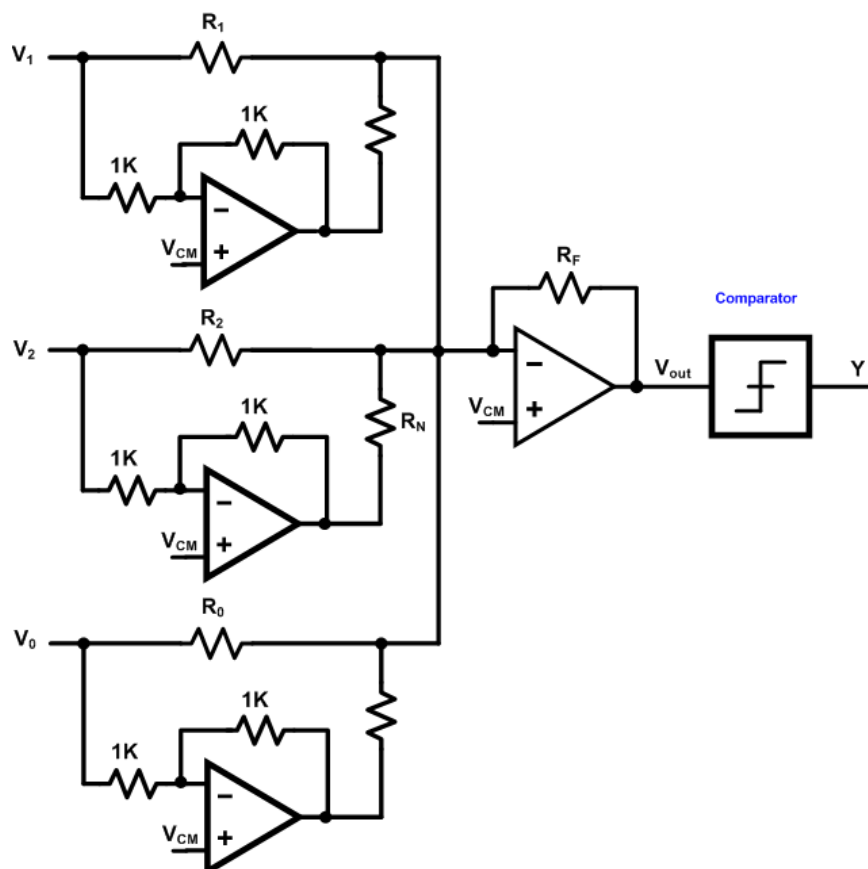 R1
V1
1K
1K
−
+
VCM
RF
Comparator
R2
V2
−
Vout
Y
1K
VCM
+
RN
1K
−
VCM
+
R0
V0
1K
1K
−
VCM
+